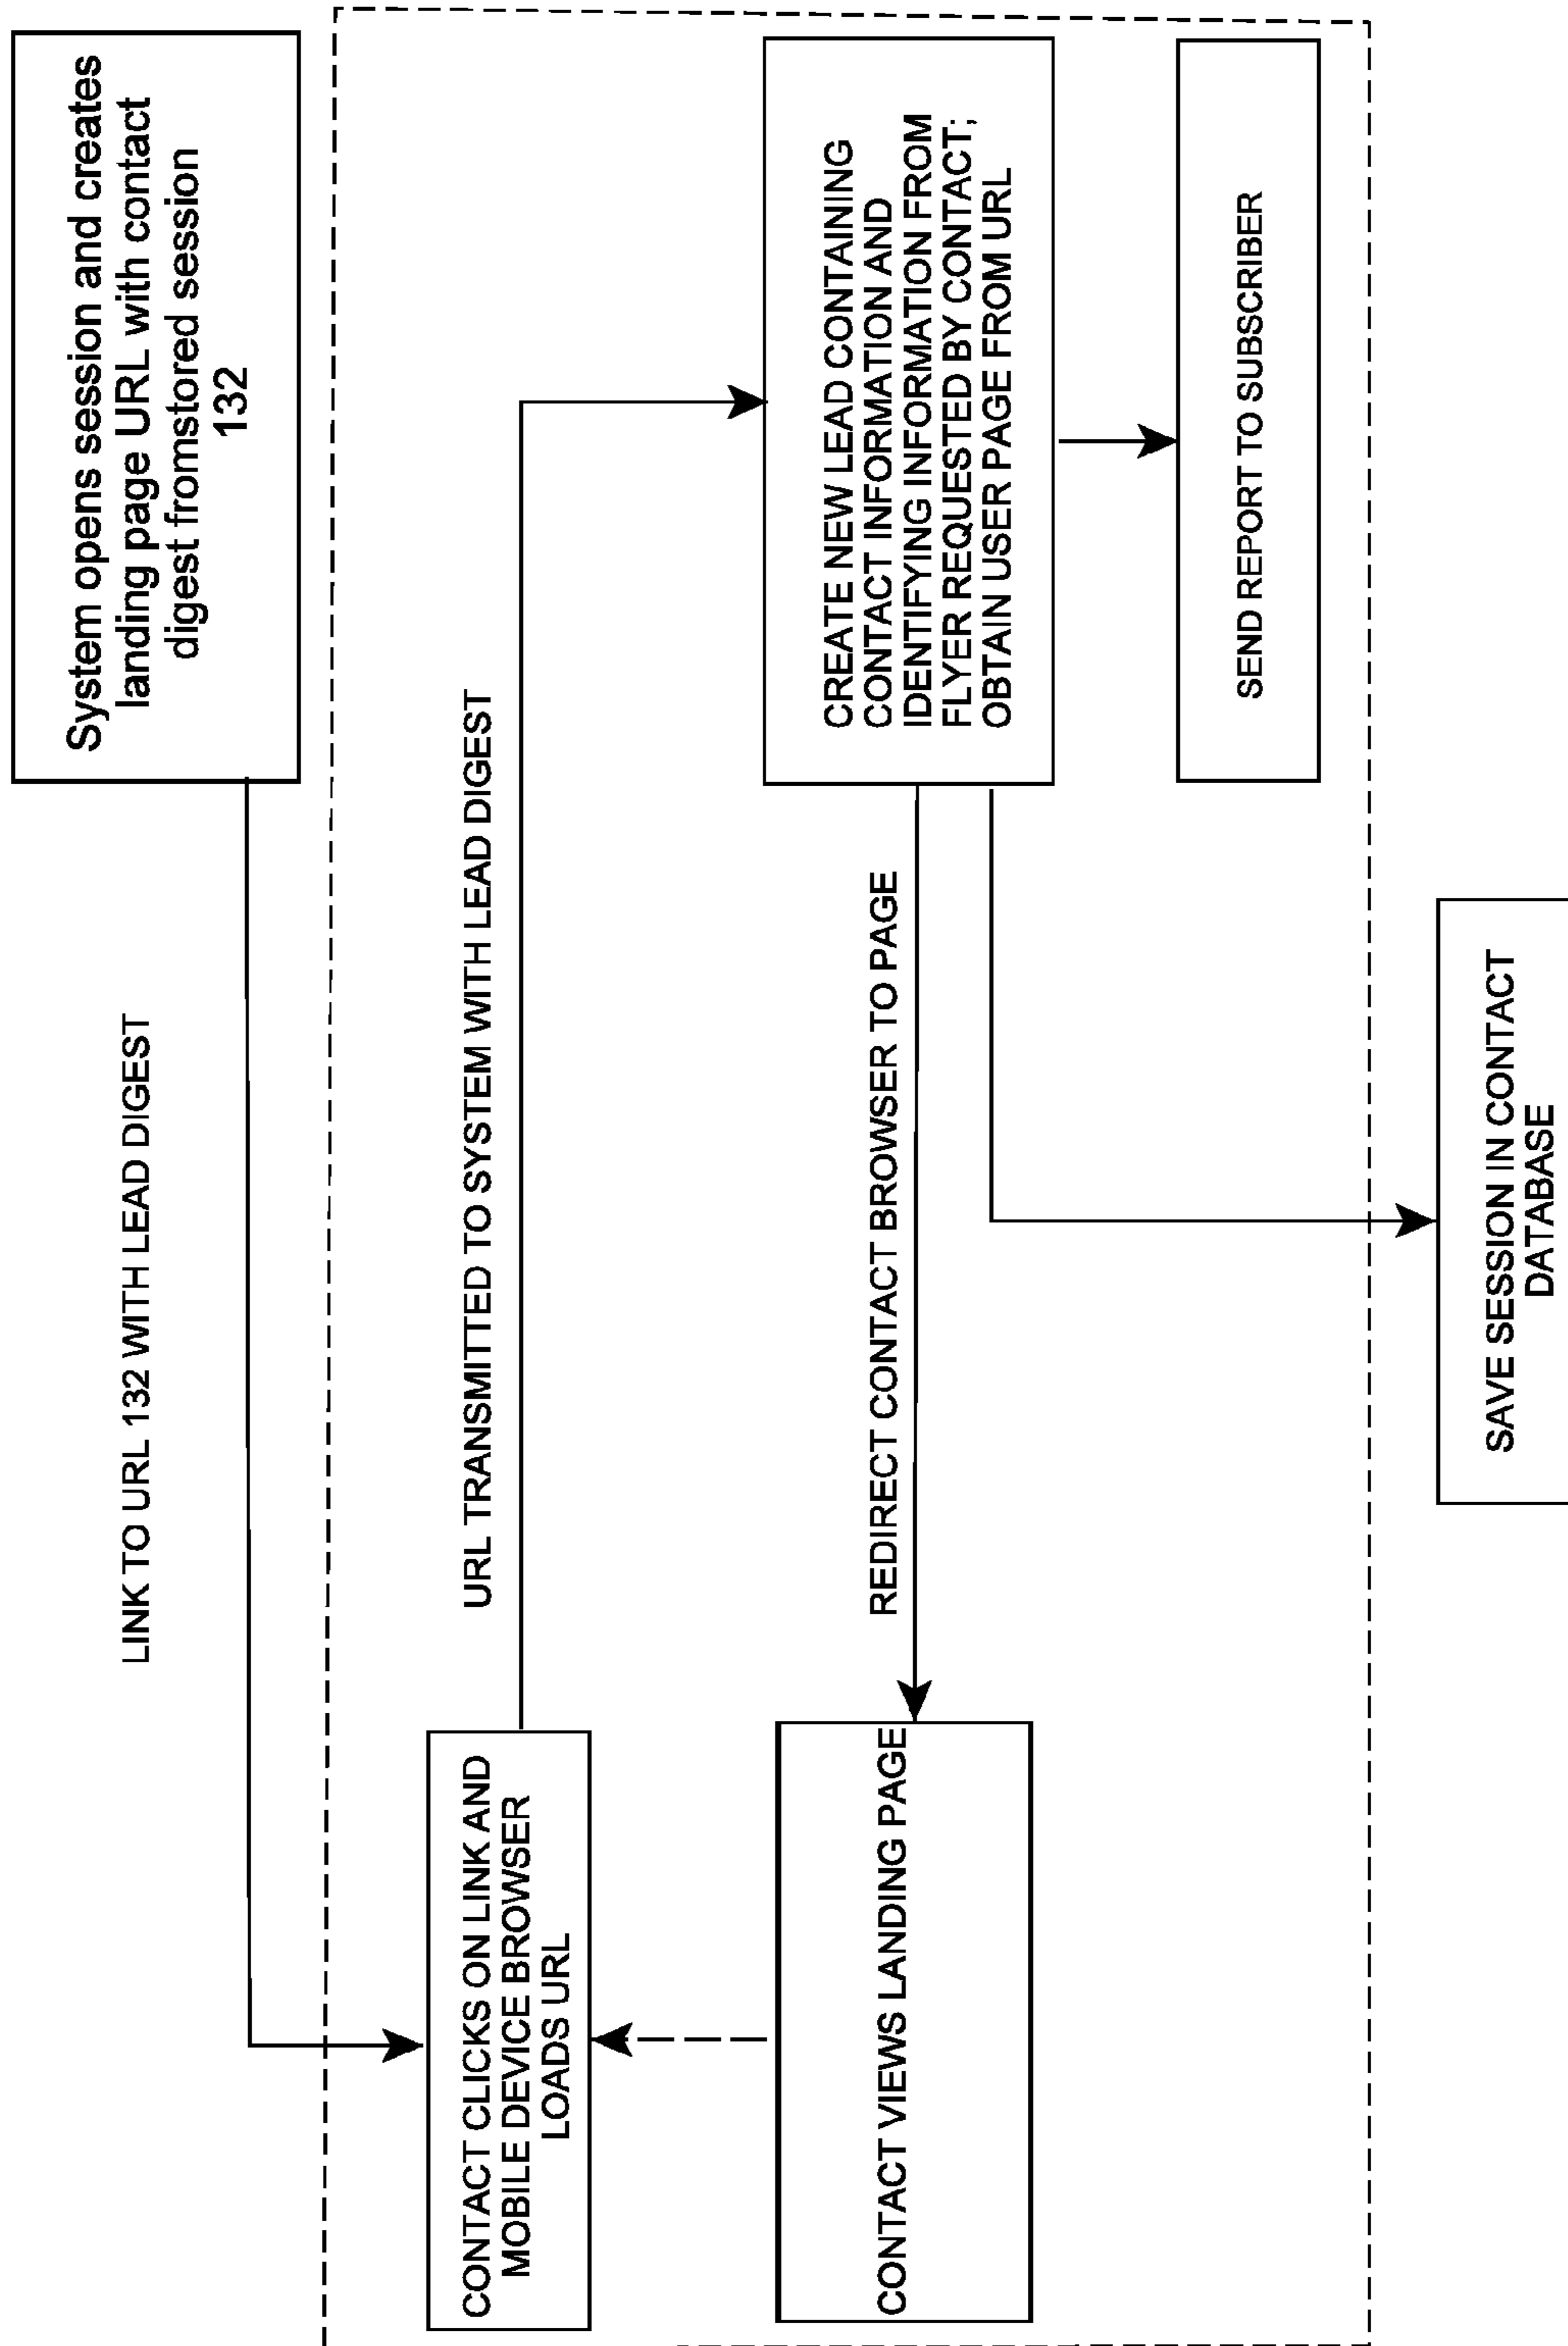 System opens session and creates
landing page URL with contact
digest fromstored session
132
LINK TO URL 132 WITH LEAD DIGEST
CONTACT CLICKS ON LINK AND
MOBILE DEVICE BROWSER
LOADS URL
URL TRANSMITTED TO SYSTEM WITH LEAD DIGEST
CREATE NEW LEAD CONTAINING
CONTACT INFORMATION AND
IDENTIFYING INFORMATION FROM
FLYER REQUESTED BY CONTACT;
OBTAIN USER PAGE FROM URL
REDIRECT CONTACT BROWSER TO PAGE
CONTACT VIEWS LANDING PAGE
SEND REPORT TO SUBSCRIBER
SAVE SESSION IN CONTACT
DATABASE